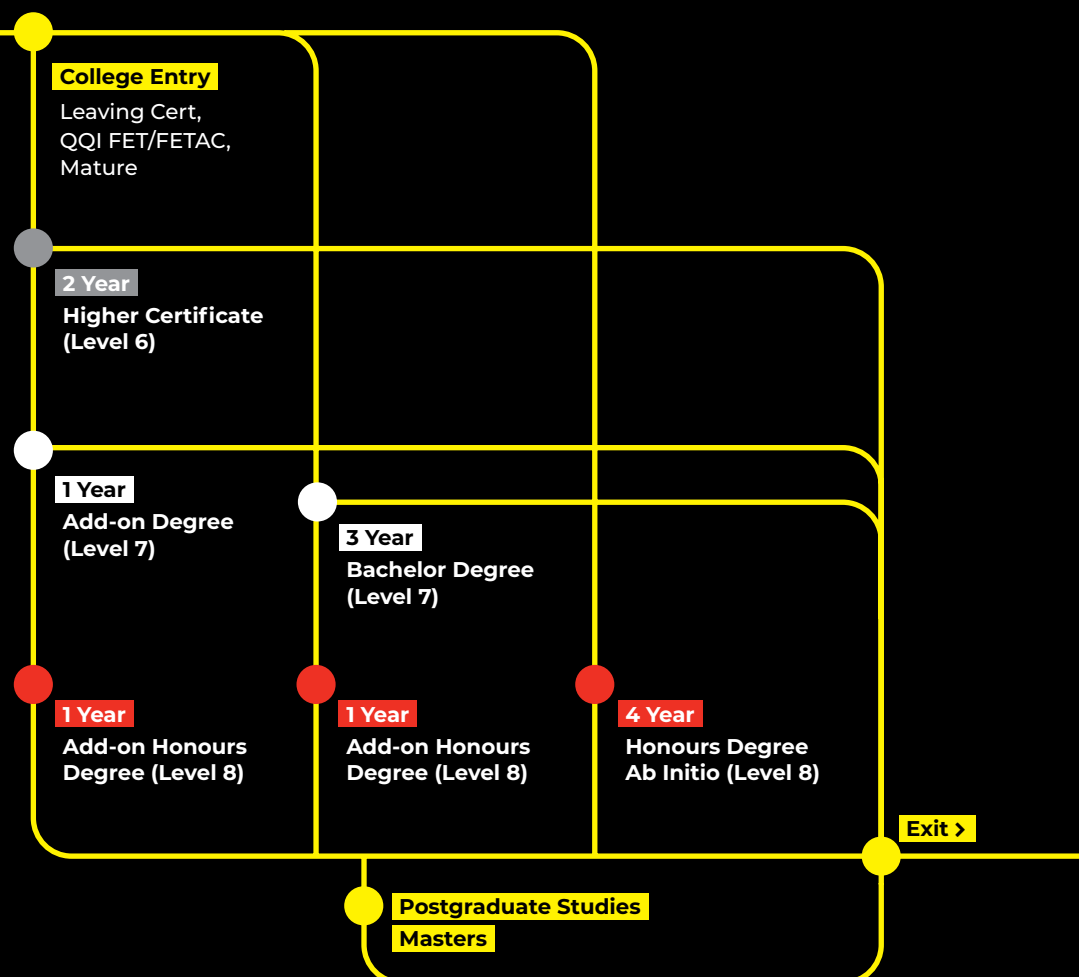 College Entry
Leaving Cert,
QQI FET/FETAC,
Mature
2 Year
Higher Certificate
(Level 6)
1 Year
Add-on Degree
(Level 7)
3 Year
Bachelor Degree
(Level 7)
1 Year
Add-on Honours
Degree (Level 8)
1 Year
Add-on Honours
Degree (Level 8)
4 Year
Honours Degree
Ab Initio (Level 8)
Exit >
Postgraduate Studies
Masters